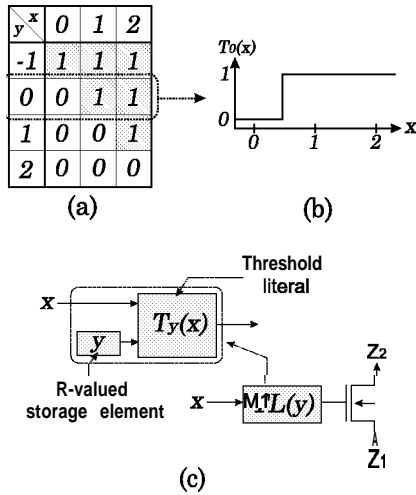 y x 0 1 2
-1 1 1 1
0 0 1 1
1 0 0 1
2 0 0 0
(a)
T0(x)
1
0
0 1 2 x
(b)
Threshold
literal
x
Ty(x)
y
R-valued
storage element
x
L(y)
Z2
Z1
(c)